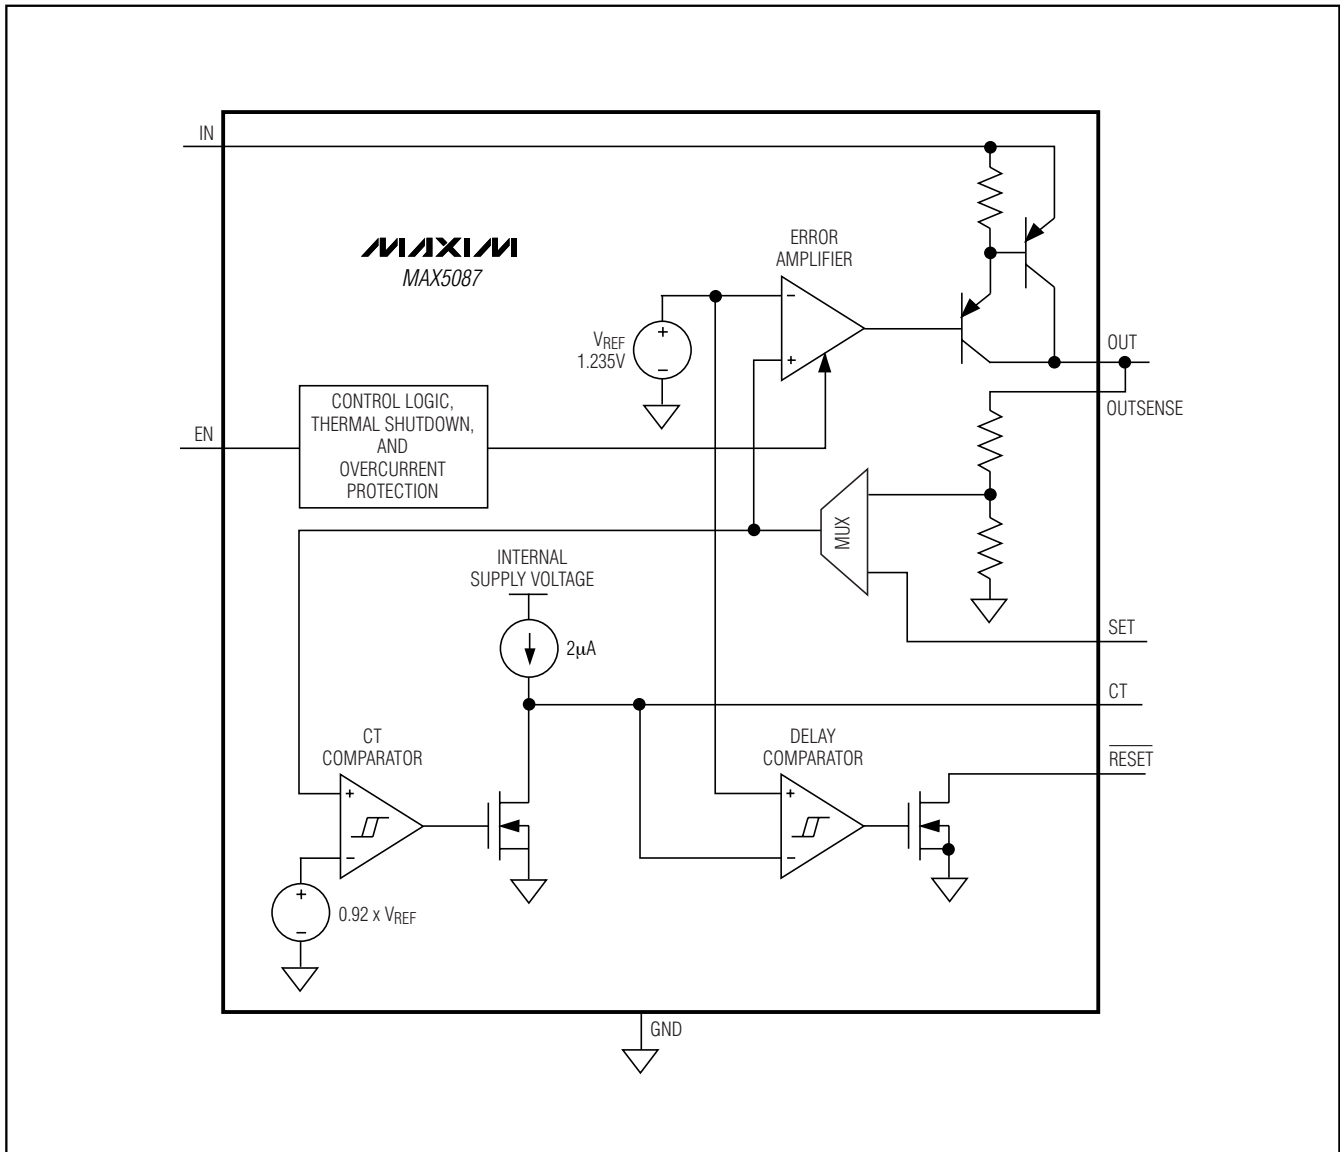 IN
MAXIM
MAX5087
ERROR
AMPLIFIER
−
+
+
−
VREF
1.235V
OUT
OUTSENSE
CONTROL LOGIC,
THERMAL SHUTDOWN,
AND
OVERCURRENT
PROTECTION
EN
MUX
INTERNAL
SUPPLY VOLTAGE
2µA
SET
CT
CT
COMPARATOR
+
−
DELAY
COMPARATOR
+
−
RESET
+
−
0.92 x VREF
GND